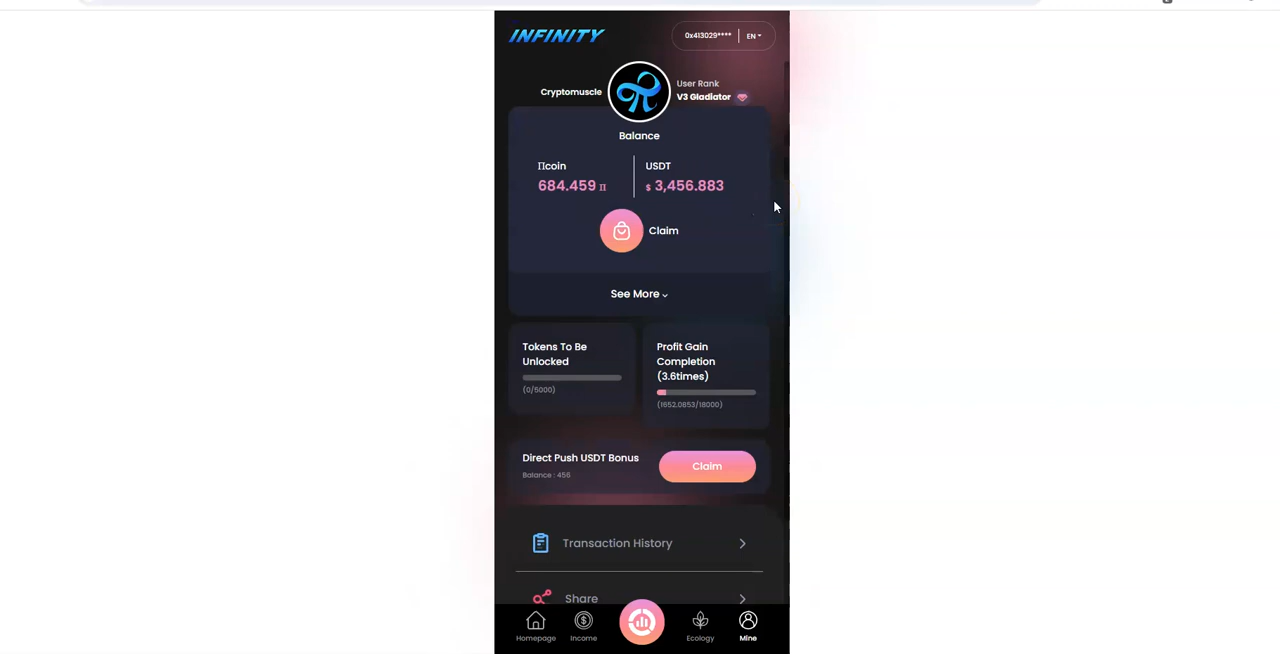 INFINITY
0x413029**** EN
Cryptomuscle
User Rank
V3 Gladiator
Balance
Πcoin
684.459 Π
USDT
$ 3,456.883
Claim
See More
Tokens To Be
Unlocked
(0/5000)
Profit Gain
Completion
(3.6times)
(1652.0853/18000)
Direct Push USDT Bonus
Balance : 456
Claim
Transaction History
Share
Homepage
Income
Ecology
Mine